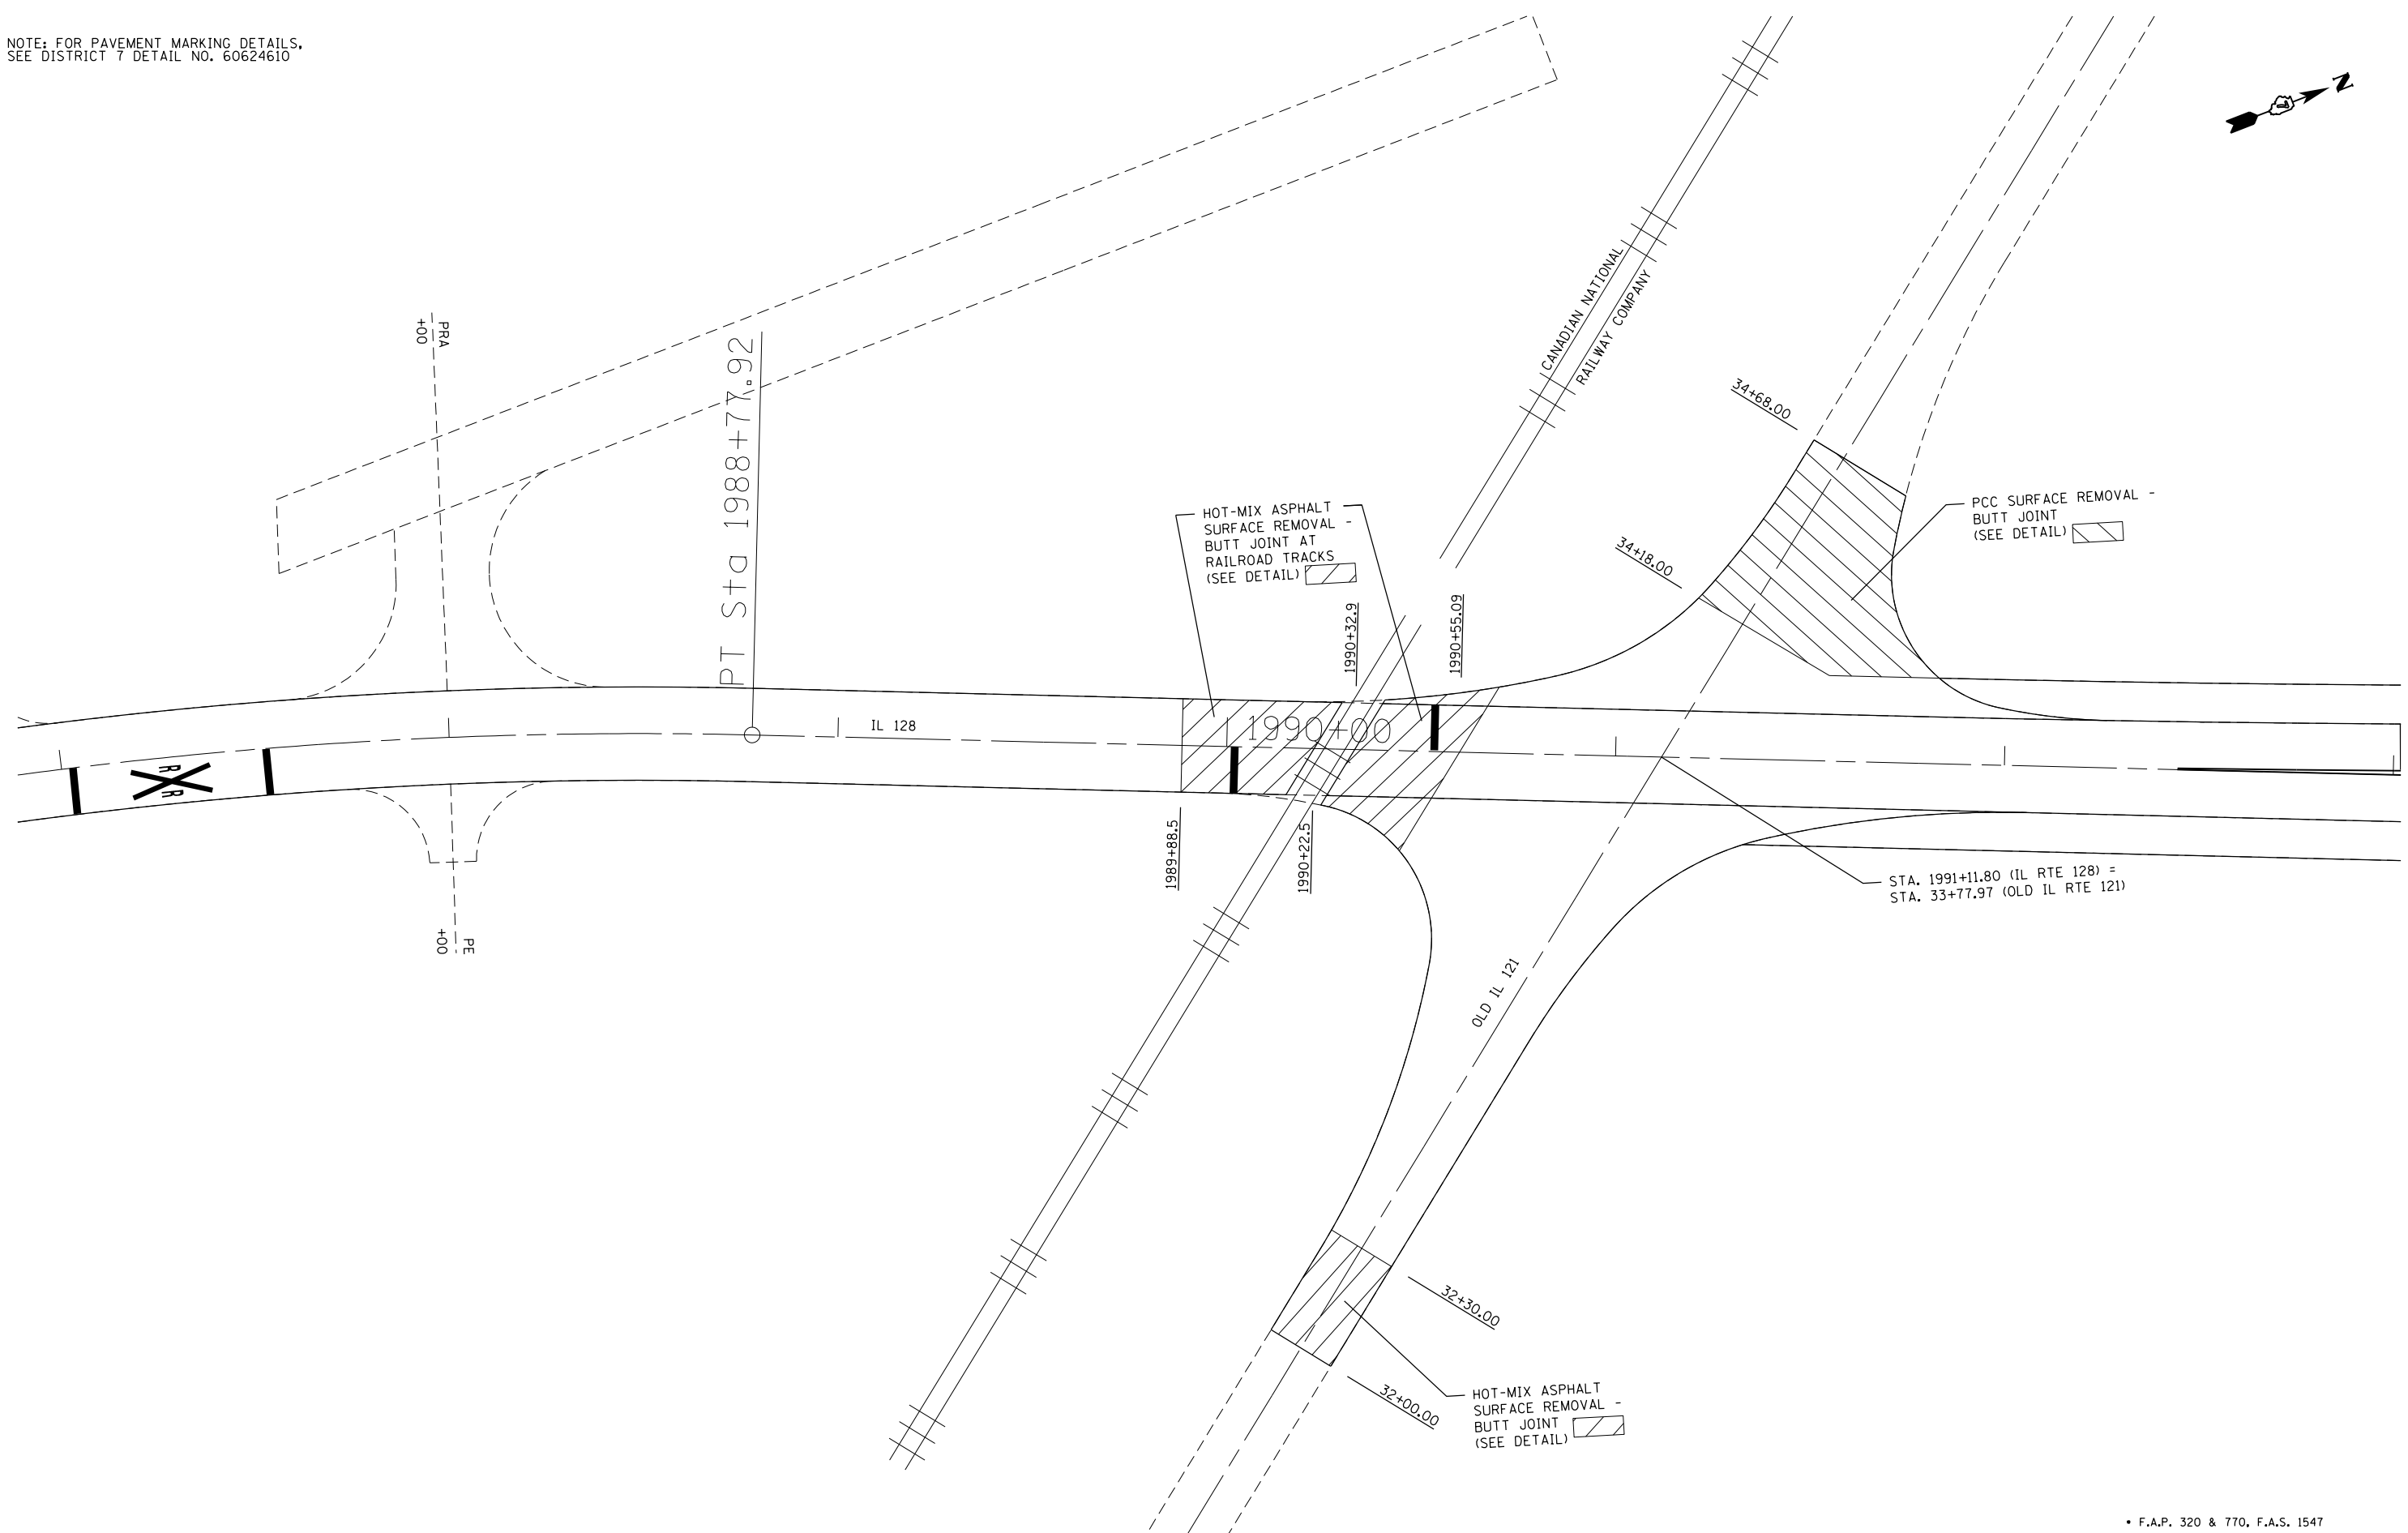 NOTE: FOR PAVEMENT MARKING DETAILS,
SEE DISTRICT 7 DETAIL NO. 60624610
N
PRA
+00
PT Sta 1988+77.92
CANADIAN NATIONAL
RAILWAY COMPANY
34+68.00
34+18.00
HOT-MIX ASPHALT
SURFACE REMOVAL -
BUTT JOINT AT
RAILROAD TRACKS
(SEE DETAIL)
PCC SURFACE REMOVAL -
BUTT JOINT
(SEE DETAIL)
1990+32.9
1990+55.09
IL 128
1990+00
R
R
1989+88.5
1990+22.5
STA. 1991+11.80 (IL RTE 128) =
STA. 33+77.97 (OLD IL RTE 121)
PE
+00
OLD IL 121
32+30.00
32+00.00
HOT-MIX ASPHALT
SURFACE REMOVAL -
BUTT JOINT
(SEE DETAIL)
• F.A.P. 320 & 770, F.A.S. 1547